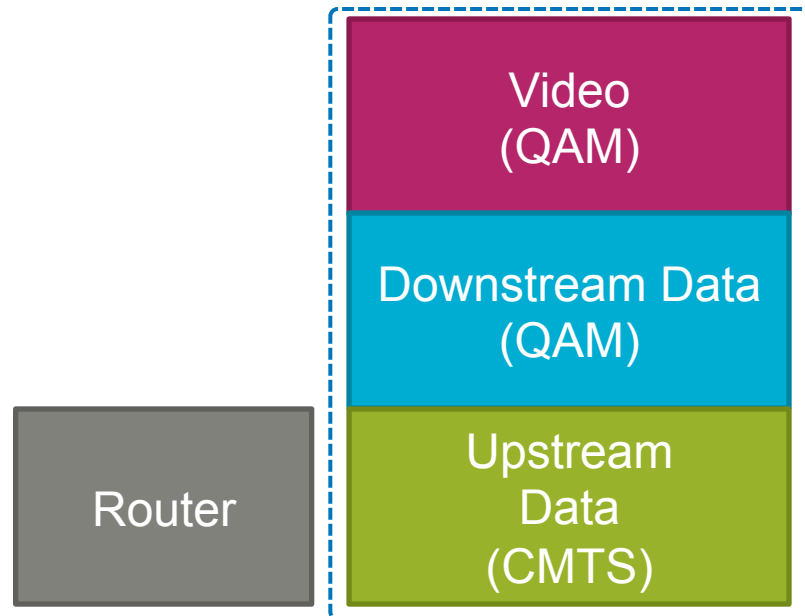 Video
(QAM)
Downstream Data
(QAM)
Router
Upstream
Data
(CMTS)